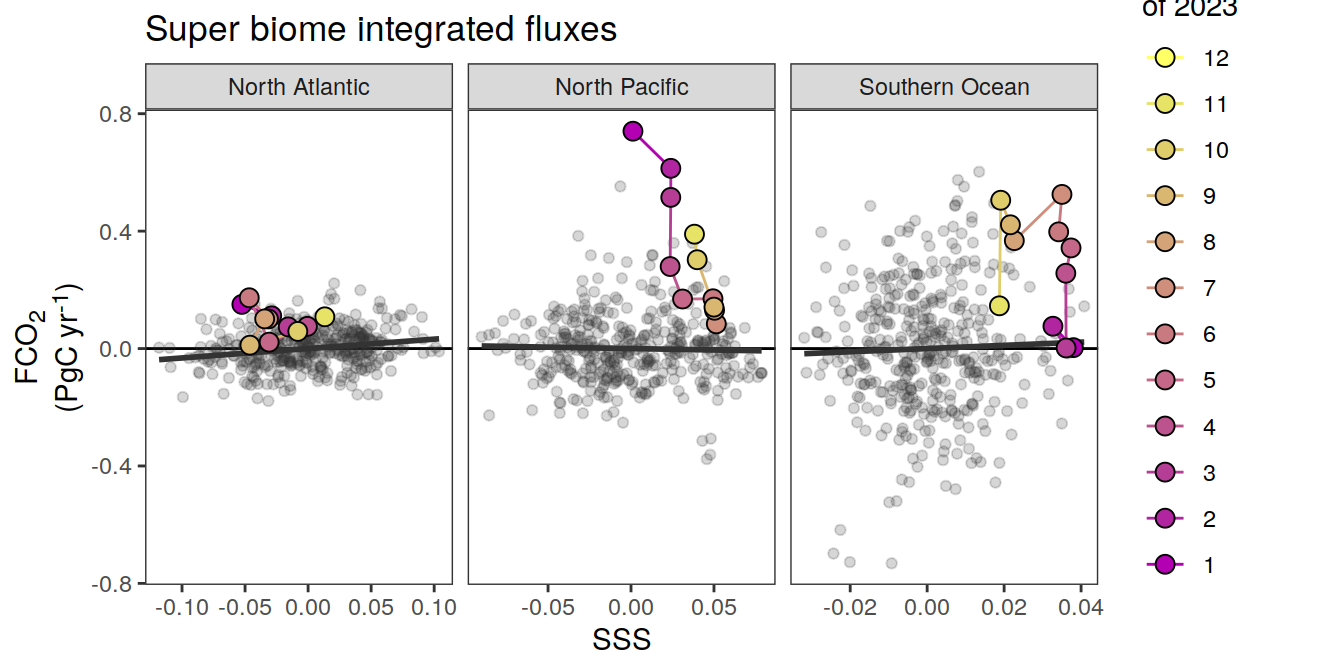 of 2023
Super biome integrated fluxes
North Atlantic
North Pacific
Southern Ocean
0.8
0.4
0.0
-0.4
-0.8
FCO₂
(PgC yr⁻¹)
-0.10 -0.05 0.00 0.05 0.10
-0.05 0.00 0.05
-0.02 0.00 0.02 0.04
SSS
12
11
10
9
8
7
6
5
4
3
2
1